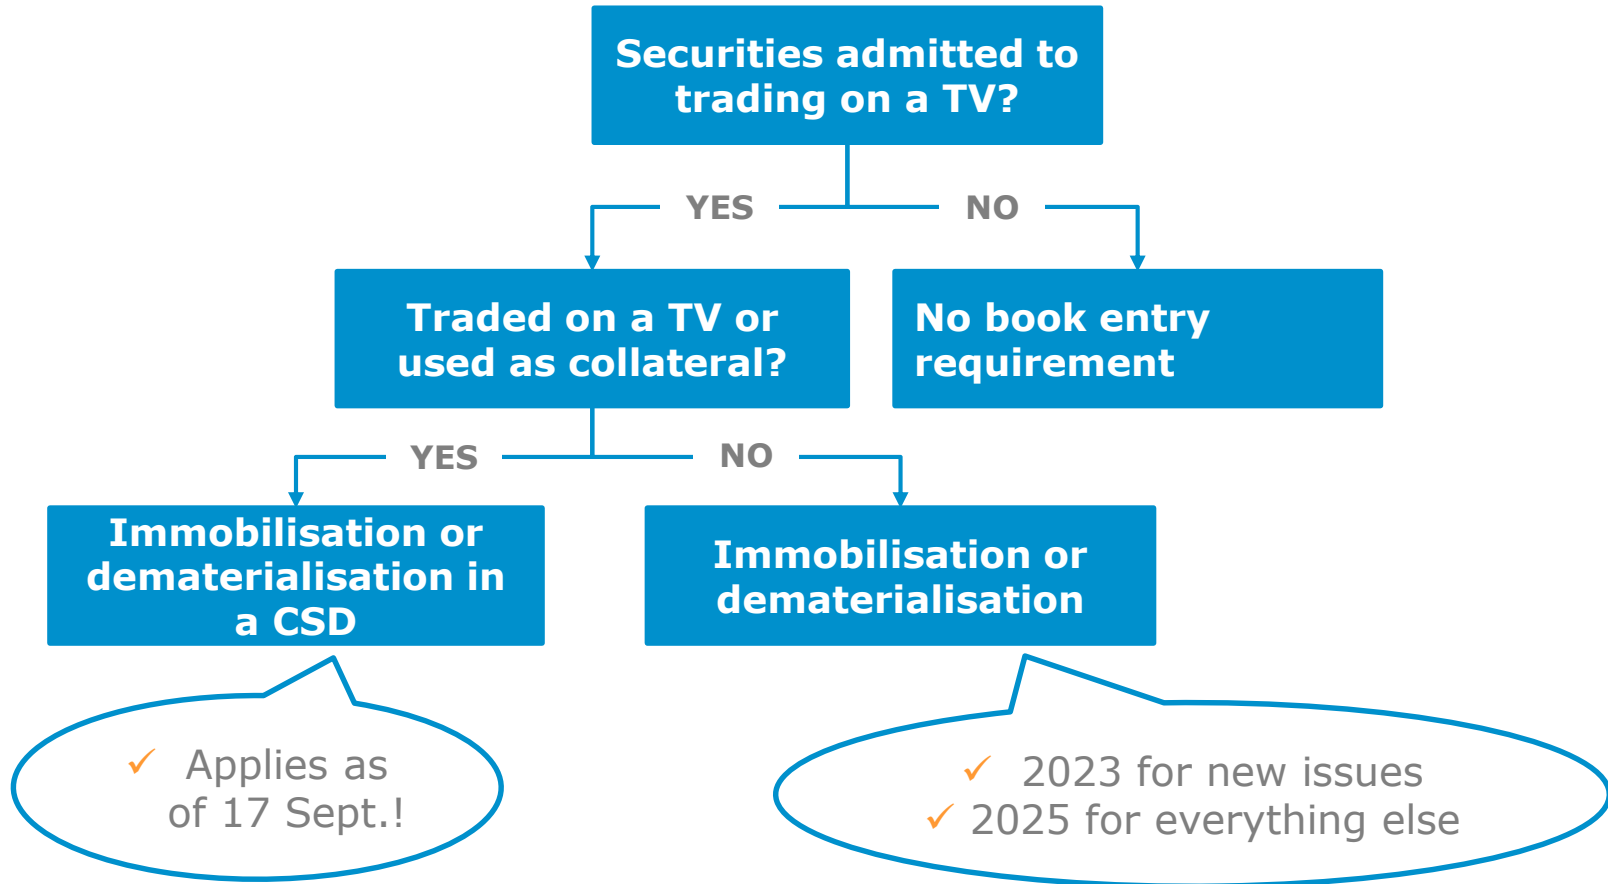 Securities admitted to
trading on a TV?
YES
NO
Traded on a TV or
used as collateral?
No book entry
requirement
YES
NO
Immobilisation or
dematerialisation in
a CSD
Immobilisation or
dematerialisation
✓ Applies as
of 17 Sept.!
✓ 2023 for new issues
✓ 2025 for everything else